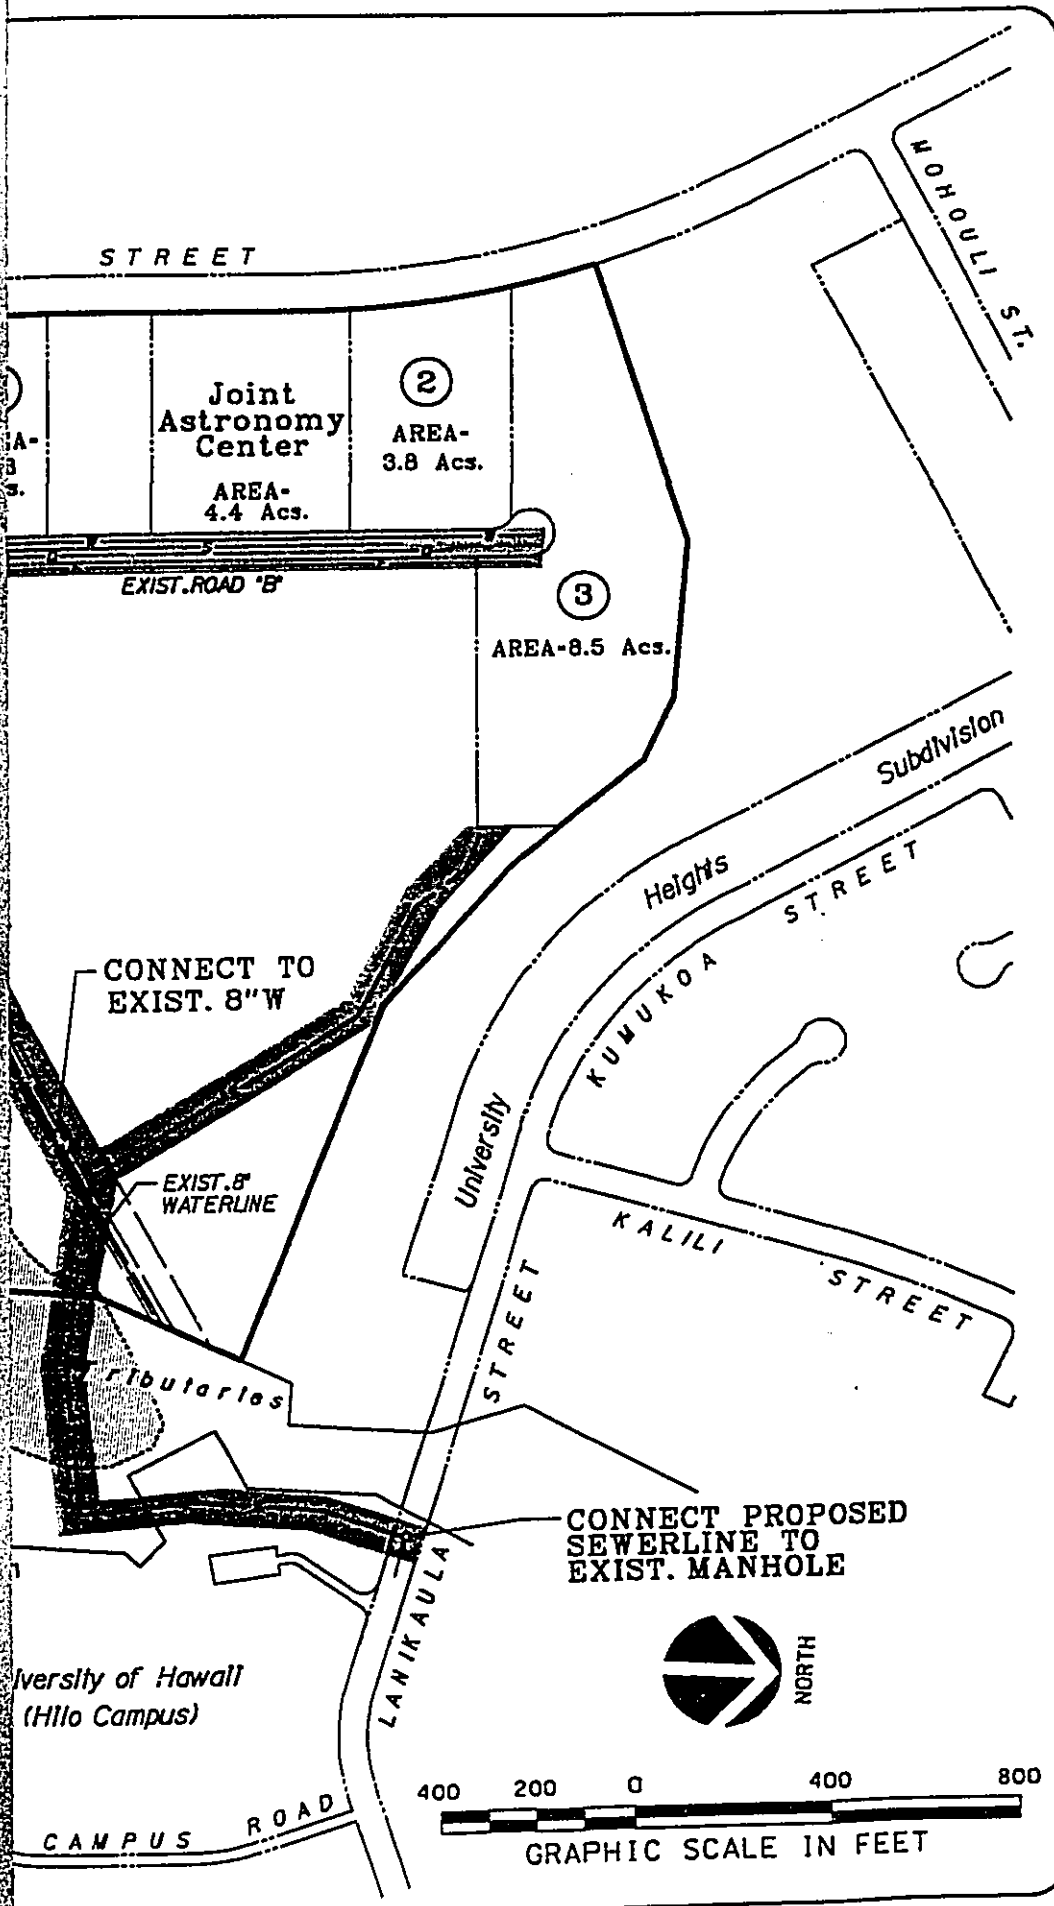 MOHOULI ST.
STREET
2
Joint
Astronomy
Center
AREA-
3.8 Acs.
AREA-
4.4 Acs.
A-
s.
EXIST.ROAD "B"
3
AREA-8.5 Acs.
Subdivision
Heights
University
KUMUKOA STREET
CONNECT TO
EXIST. 8"W
EXIST.8"
WATERLINE
KALILI STREET
Tributaries
LANIKAULA STREET
CONNECT PROPOSED
SEWERLINE TO
EXIST. MANHOLE
NORTH
iversity of Hawaii
(Hilo Campus)
CAMPUS ROAD
400 200 0 400 800
GRAPHIC SCALE IN FEET